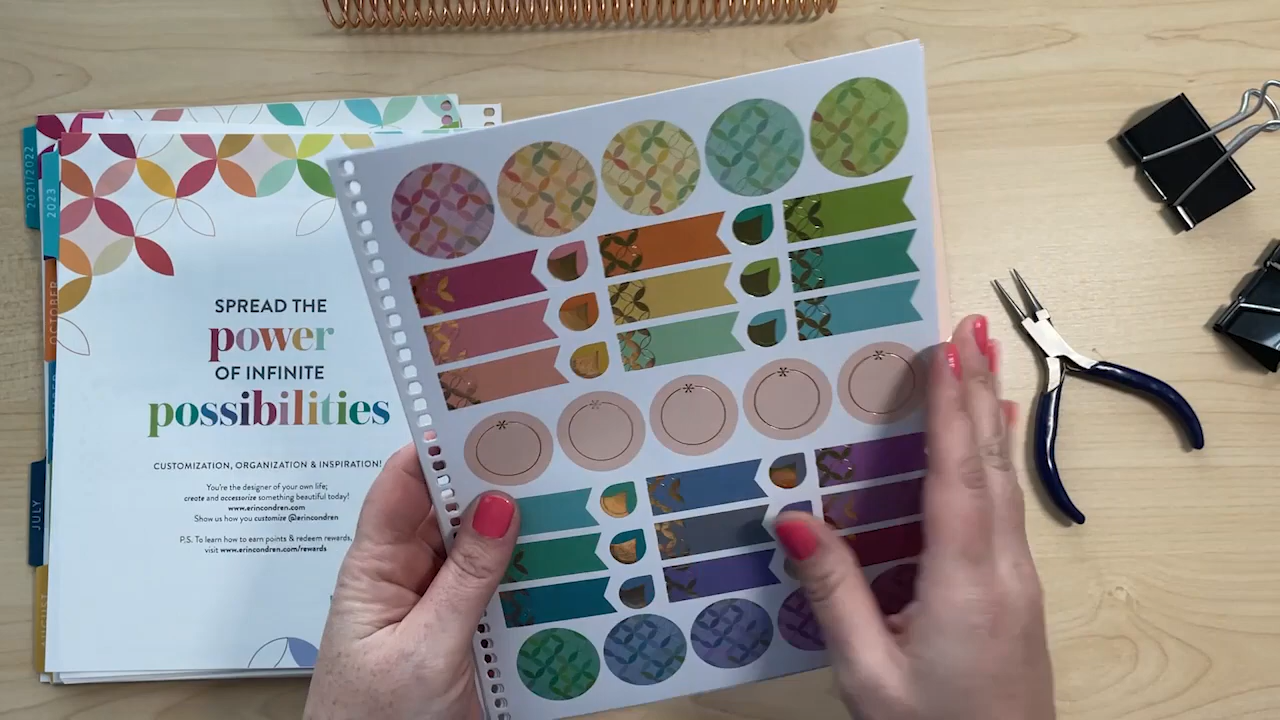 2021/2022
2023
OCTOBER
JULY
AUGUST
SPREAD THE
power
OF INFINITE
possibilities
CUSTOMIZATION, ORGANIZATION & INSPIRATION!
You're the designer of your own life;
create and accessorize something beautiful today!
www.erincondren.com
Show us how you customize @erincondren
P.S. To learn how to earn points & redeem rewards,
visit www.erincondren.com/rewards